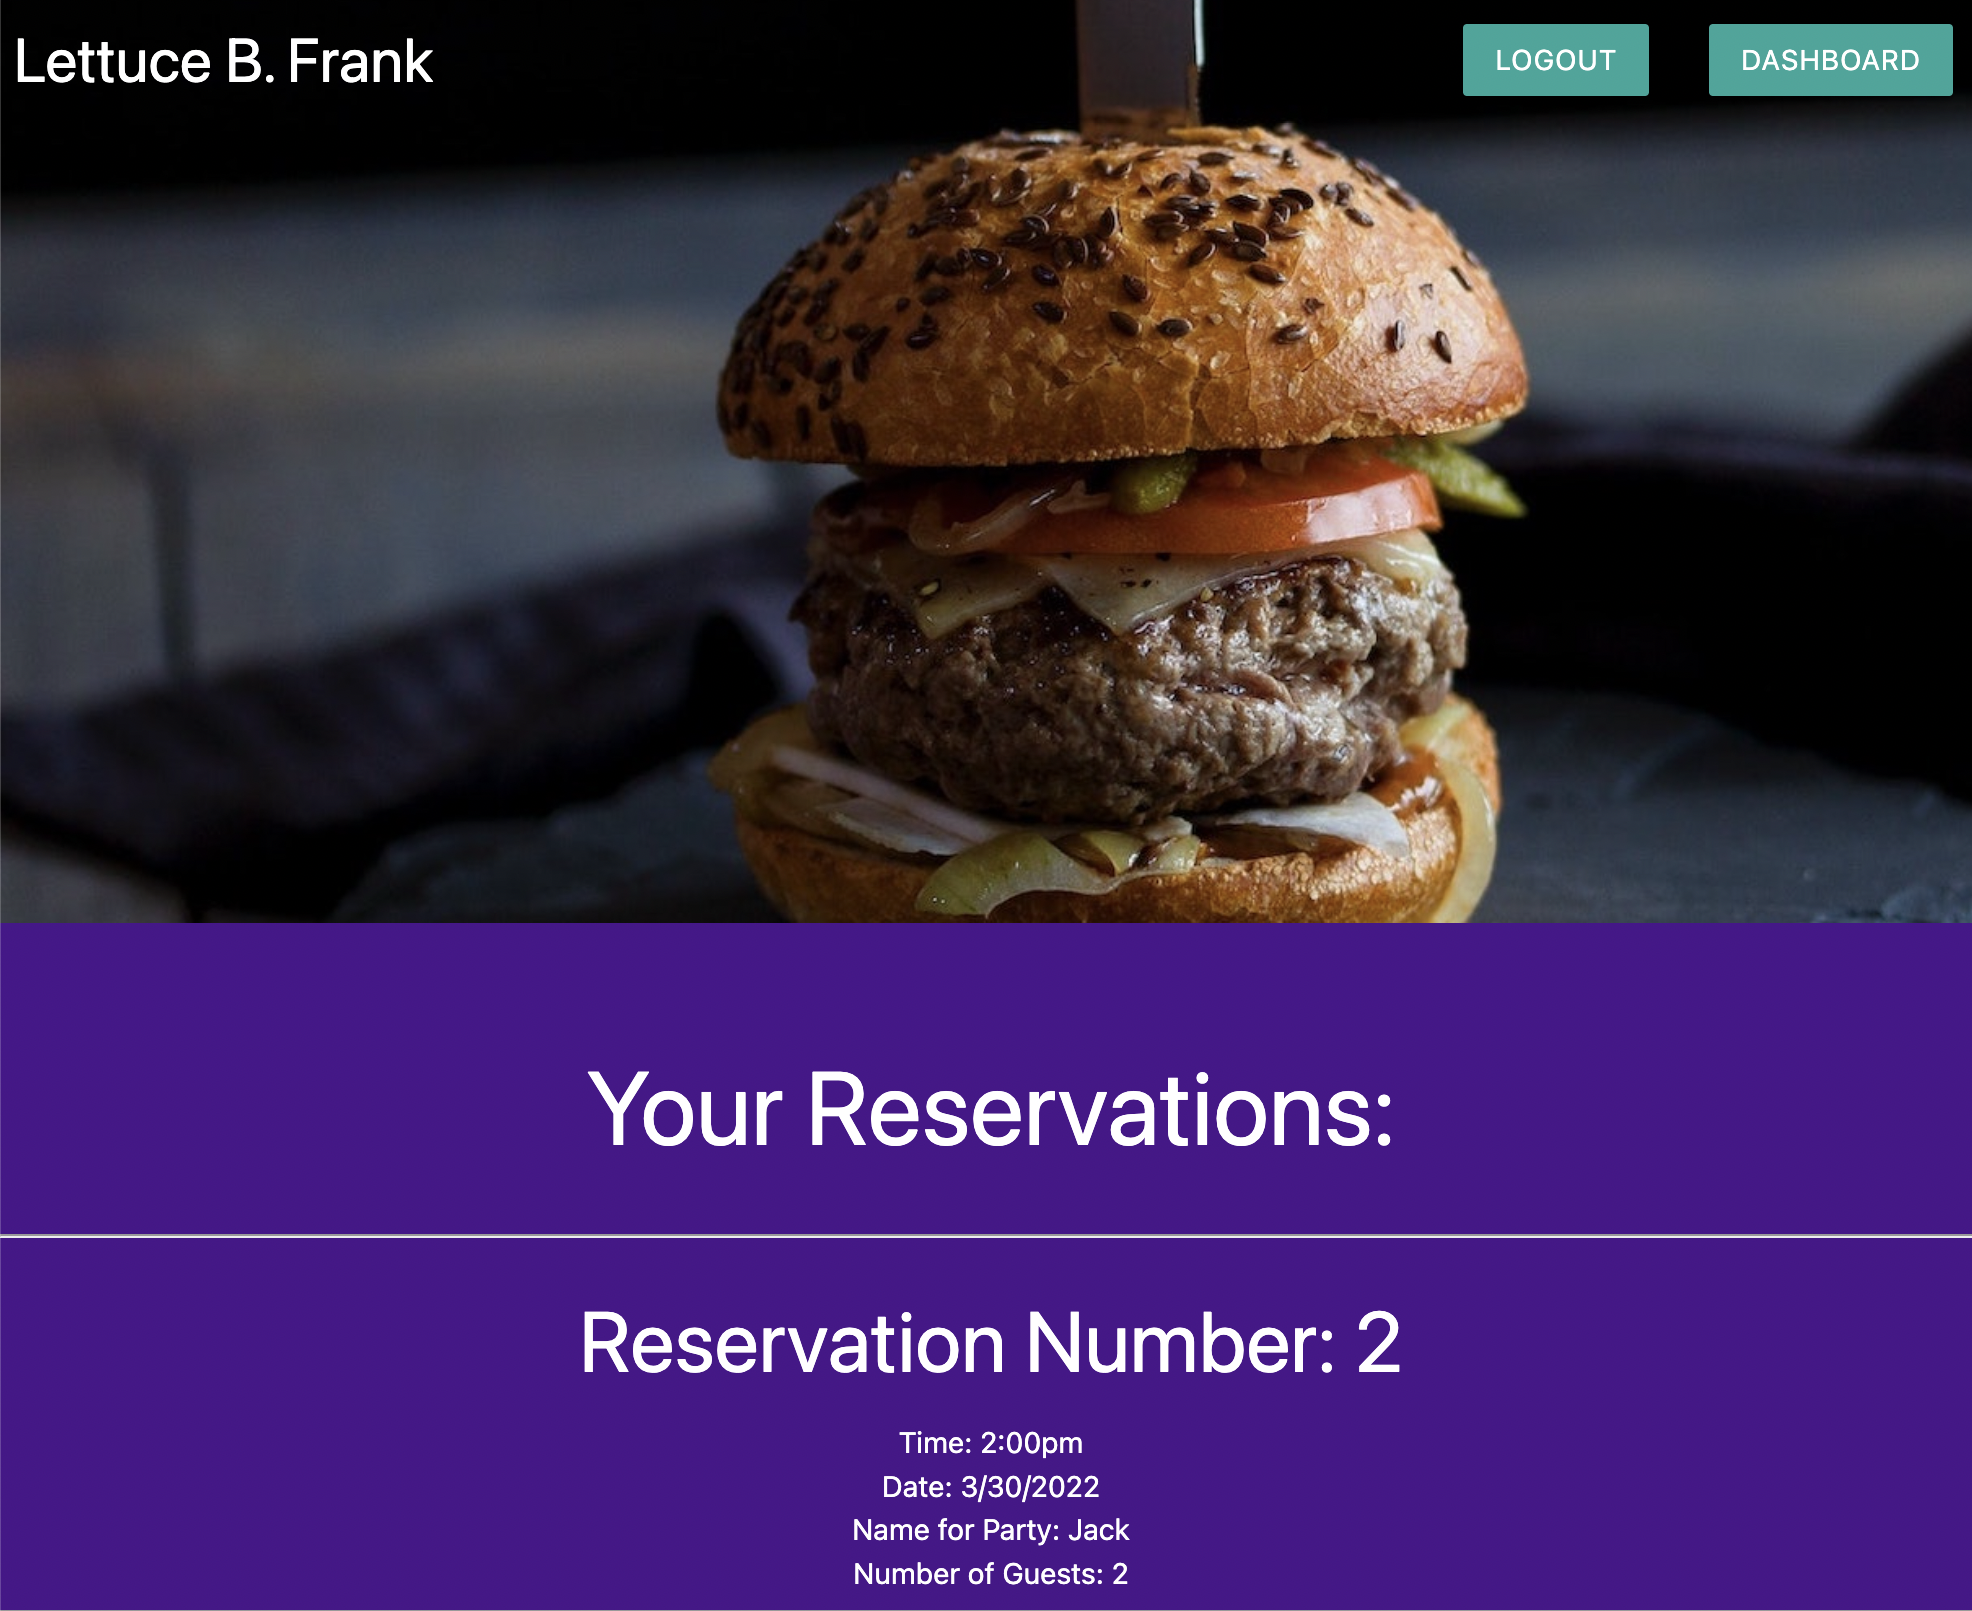 Lettuce B. Frank
LOGOUT
DASHBOARD
Your Reservations:
Reservation Number: 2
Time: 2:00pm
Date: 3/30/2022
Name for Party: Jack
Number of Guests: 2